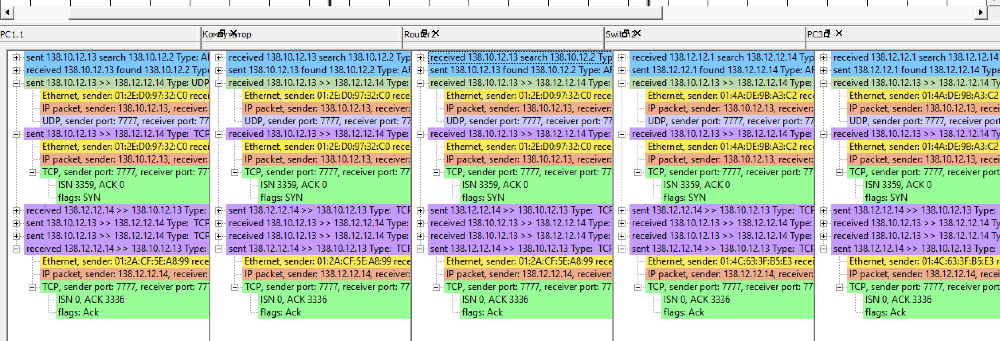 PC1.1
Коммутатор
Router2
Switch2
PC3.2
sent 138.10.12.13 search 138.10.12.2 Type:
received 138.10.12.13 found 138.10.12.2
sent 138.10.12.13 >> 138.12.12.14 Type: UDP
Ethernet, sender: 01:2E:D0:97:32:C0
IP packet, sender: 138.10.12.13, receiver:
UDP, sender port: 7777, receiver port: 77
sent 138.10.12.13 >> 138.12.12.14 Type: TCP
Ethernet, sender: 01:2E:D0:97:32:C0
IP packet, sender: 138.10.12.13, receiver:
TCP, sender port: 7777, receiver port: 77
ISN 3359, ACK 0
flags: SYN
received 138.12.12.14 >> 138.10.12.13 Type:
sent 138.10.12.13 >> 138.12.12.14 Type: TCP
sent 138.10.12.13 >> 138.12.12.14 Type: TCP
received 138.12.12.14 >> 138.10.12.13 Type:
Ethernet, sender: 01:2A:CF:5E:A8:99 rece
IP packet, sender: 138.12.12.14, receiver:
TCP, sender port: 7777, receiver port: 77
ISN 0, ACK 3336
flags: Ack
received 138.10.12.13 search 138.10.12.2 Typ
sent 138.10.12.13 found 138.10.12.2 Type:
received 138.10.12.13 >> 138.12.12.14 Type:
Ethernet, sender: 01:2E:D0:97:32:C0 rece
IP packet, sender: 138.10.12.13, receiver:
UDP, sender port: 7777, receiver port: 77
received 138.10.12.13 >> 138.12.12.14 Type:
Ethernet, sender: 01:2E:D0:97:32:C0 rece
IP packet, sender: 138.10.12.13, receiver:
TCP, sender port: 7777, receiver port: 77
ISN 3359, ACK 0
flags: SYN
sent 138.12.12.14 >> 138.10.12.13 Type: TCP
received 138.10.12.13 >> 138.12.12.14 Type:
received 138.10.12.13 >> 138.12.12.14 Type:
sent 138.12.12.14 >> 138.10.12.13 Type: TCP
Ethernet, sender: 01:2A:CF:5E:A8:99 rece
IP packet, sender: 138.12.12.14, receiver:
TCP, sender port: 7777, receiver port: 77
ISN 0, ACK 3336
flags: Ack
received 138.10.12.13 search 138.10.12.2 Typ
sent 138.10.12.13 found 138.10.12.2 Type:
received 138.10.12.13 >> 138.12.12.14 Type:
Ethernet, sender: 01:2E:D0:97:32:C0 rece
IP packet, sender: 138.10.12.13, receiver:
UDP, sender port: 7777, receiver port: 77
received 138.10.12.13 >> 138.12.12.14 Type:
Ethernet, sender: 01:2E:D0:97:32:C0 rece
IP packet, sender: 138.10.12.13, receiver:
TCP, sender port: 7777, receiver port: 77
ISN 3359, ACK 0
flags: SYN
sent 138.12.12.14 >> 138.10.12.13 Type: TCP
received 138.10.12.13 >> 138.12.12.14 Type:
received 138.10.12.13 >> 138.12.12.14 Type:
sent 138.12.12.14 >> 138.10.12.13 Type: TCP
Ethernet, sender: 01:2A:CF:5E:A8:99 rece
IP packet, sender: 138.12.12.14, receiver:
TCP, sender port: 7777, receiver port: 77
ISN 0, ACK 3336
flags: Ack
received 138.12.12.1 search 138.12.12.14 Typ
sent 138.12.12.1 found 138.12.12.14 Type:
received 138.10.12.13 >> 138.12.12.14 Type:
Ethernet, sender: 01:4A:DE:9B:A3:C2
IP packet, sender: 138.10.12.13, receiver:
UDP, sender port: 7777, receiver port: 77
received 138.10.12.13 >> 138.12.12.14 Type:
Ethernet, sender: 01:4A:DE:9B:A3:C2
IP packet, sender: 138.10.12.13, receiver:
TCP, sender port: 7777, receiver port: 77
ISN 3359, ACK 0
flags: SYN
sent 138.12.12.14 >> 138.10.12.13 Type: TCP
received 138.10.12.13 >> 138.12.12.14 Type:
received 138.10.12.13 >> 138.12.12.14 Type:
sent 138.12.12.14 >> 138.10.12.13 Type: TCP
Ethernet, sender: 01:4C:63:3F:B5:E3 recei
IP packet, sender: 138.12.12.14, receiver:
TCP, sender port: 7777, receiver port: 77
ISN 0, ACK 3336
flags: Ack
received 138.12.12.1 search 138.12.12.14
sent 138.12.12.1 found 138.12.12.14 Type
received 138.10.12.13 >> 138.12.12.14 Ty
Ethernet, sender: 01:4A:DE:9B:A3:C2
IP packet, sender: 138.10.12.13, recei
UDP, sender port: 7777, receiver port
received 138.10.12.13 >> 138.12.12.14 Ty
Ethernet, sender: 01:4A:DE:9B:A3:C2
IP packet, sender: 138.10.12.13, recei
TCP, sender port: 7777, receiver port
ISN 3359, ACK 0
flags: SYN
sent 138.12.12.14 >> 138.10.12.13 Type:
received 138.10.12.13 >> 138.12.12.14 Ty
received 138.10.12.13 >> 138.12.12.14 Ty
sent 138.12.12.14 >> 138.10.12.13 Type:
Ethernet, sender: 01:4C:63:3F:B5:E3
IP packet, sender: 138.12.12.14, recei
TCP, sender port: 7777, receiver port
ISN 0, ACK 3336
flags: Ack